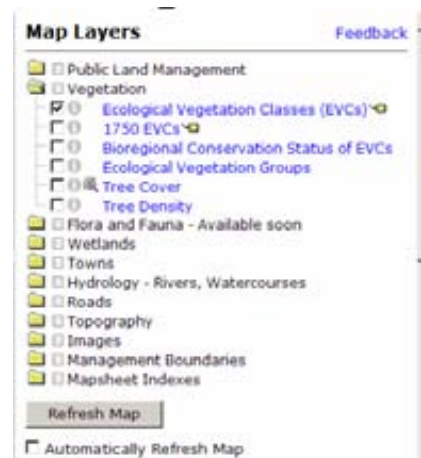 Map Layers
Feedback
Public Land Management
Vegetation
Ecological Vegetation Classes (EVCs)
1750 EVCs
Bioregional Conservation Status of EVCs
Ecological Vegetation Groups
Tree Cover
Tree Density
Flora and Fauna - Available soon
Wetlands
Towns
Hydrology - Rivers, Watercourses
Roads
Topography
Images
Management Boundaries
Mapsheet Indexes
Refresh Map
Automatically Refresh Map